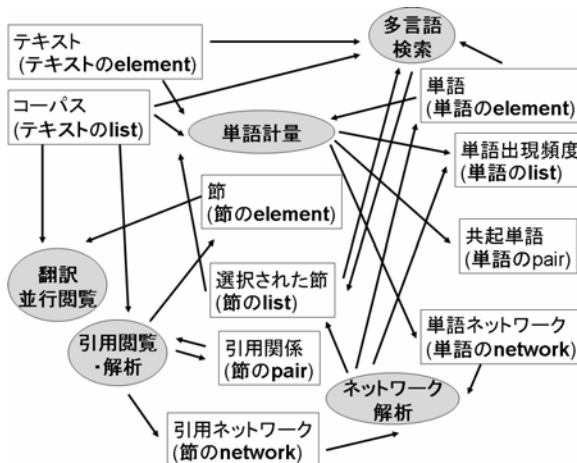 テキスト
(テキストのelement)
多言語
検索
コーパス
(テキストのlist)
単語
(単語のelement)
単語計量
単語出現頻度
(単語のlist)
節
(節のelement)
共起単語
(単語のpair)
翻訳
並行閲覧
選択された節
(節のlist)
引用閲覧
・解析
引用関係
(節のpair)
単語ネットワーク
(単語のnetwork)
ネットワーク
解析
引用ネットワーク
(節のnetwork)